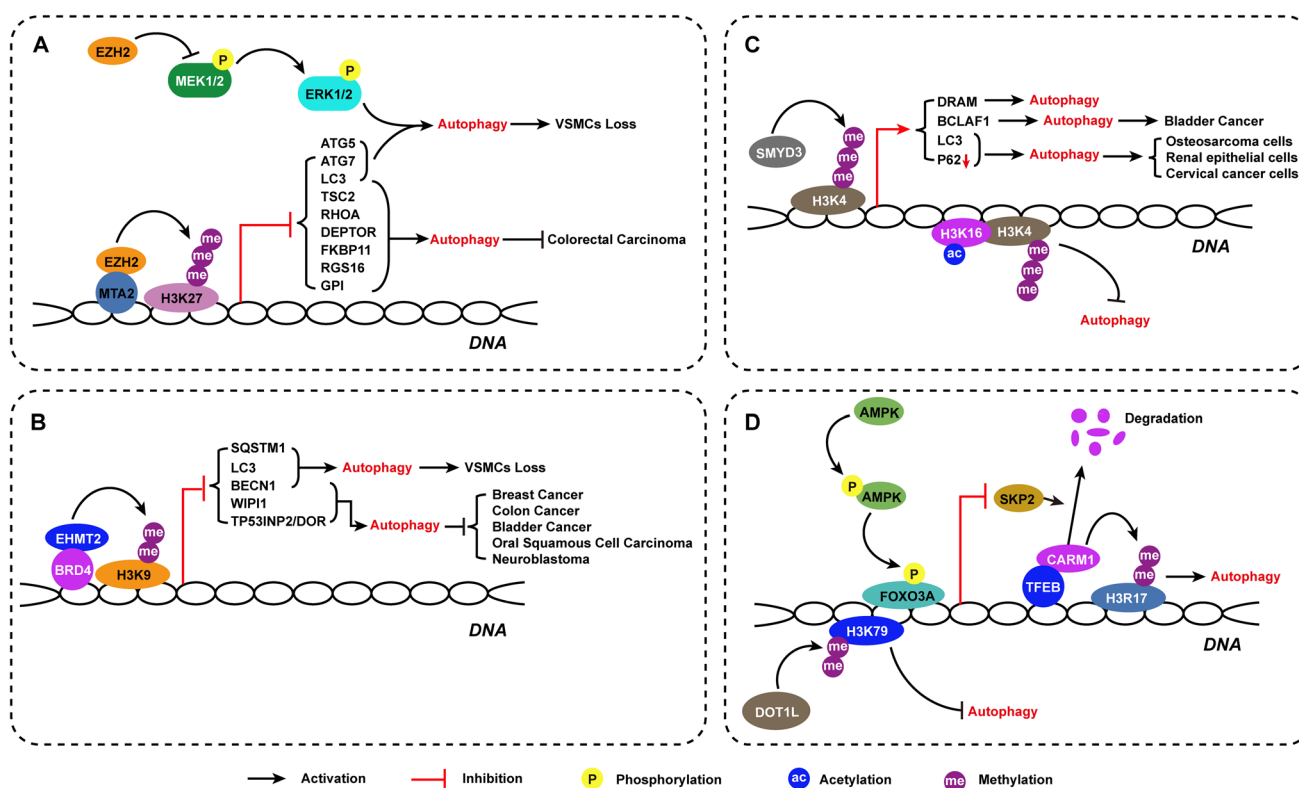 A
EZH2
P
MEK1/2
P
ERK1/2
Autophagy
VSMCs Loss
ATG5
ATG7
LC3
TSC2
RHOA
DEPTOR
FKBP11
RGS16
GPI
Autophagy
Colorectal Carcinoma
me
me
me
EZH2
MTA2
H3K27
DNA
B
SQSTM1
LC3
BECN1
WIPI1
TP53INP2/DOR
Autophagy
VSMCs Loss
Autophagy
Breast Cancer
Colon Cancer
Bladder Cancer
Oral Squamous Cell Carcinoma
Neuroblastoma
me
me
EHMT2
BRD4
H3K9
DNA
C
SMYD3
me
me
me
H3K4
DRAM
Autophagy
BCLAF1
Autophagy
Bladder Cancer
LC3
P62
Autophagy
Osteosarcoma cells
Renal epithelial cells
Cervical cancer cells
H3K16
H3K4
ac
me
me
me
DNA
Autophagy
D
AMPK
P
AMPK
P
FOXO3A
H3K79
me
me
DOT1L
Autophagy
SKP2
Degradation
CARM1
TFEB
me
me
H3R17
Autophagy
DNA
Activation
Inhibition
P Phosphorylation
ac Acetylation
me Methylation